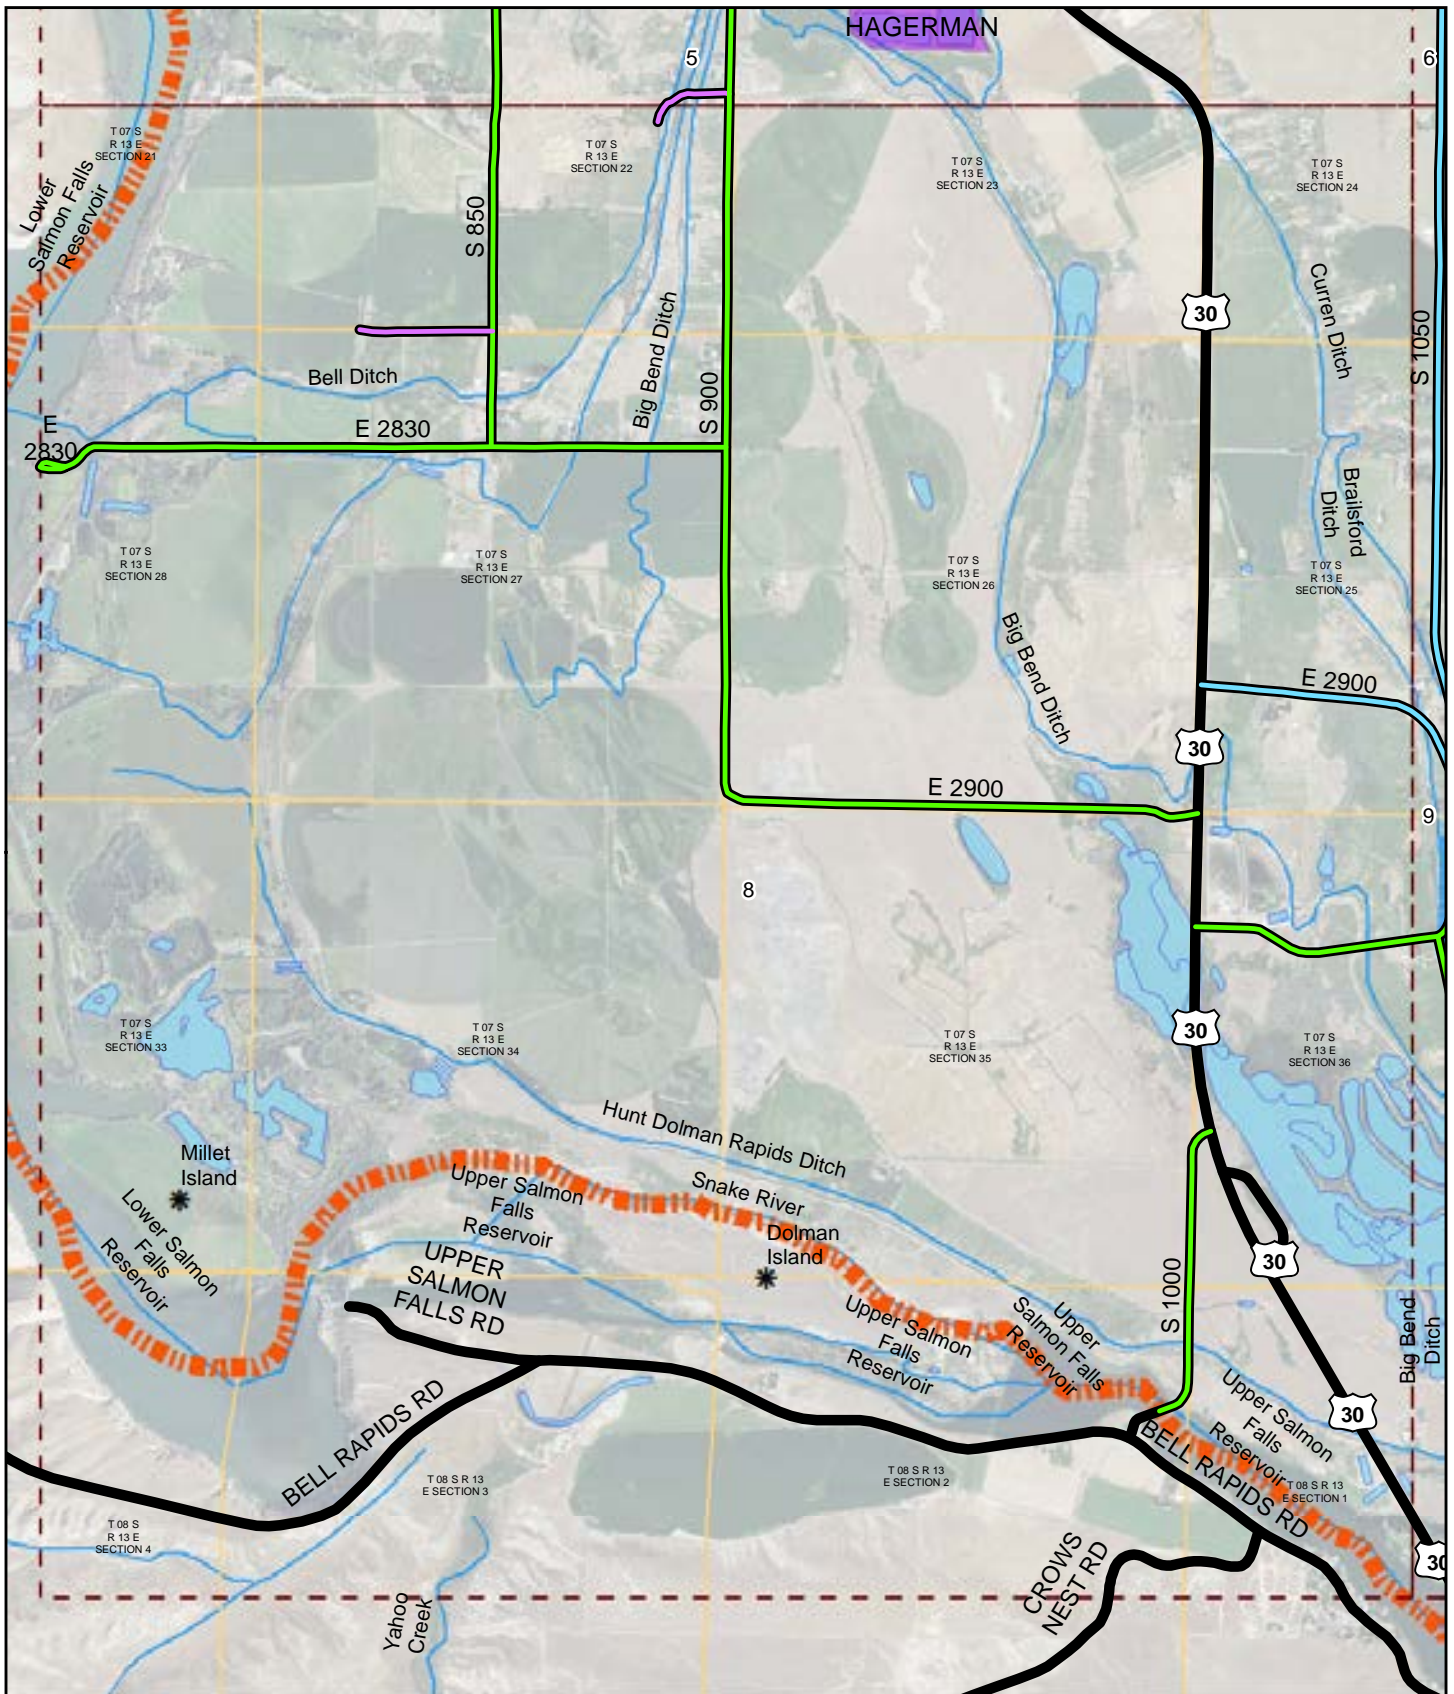 HAGERMAN
5
6
T 07 S
R 13 E
SECTION 21
T 07 S
R 13 E
SECTION 22
T 07 S
R 13 E
SECTION 23
T 07 S
R 13 E
SECTION 24
Lower
Salmon Falls
Reservoir
S 850
S 900
Big Bend Ditch
Bell Ditch
30
Curren Ditch
S 1050
E
2830
E 2830
Brailsford
Ditch
T 07 S
R 13 E
SECTION 28
T 07 S
R 13 E
SECTION 27
T 07 S
R 13 E
SECTION 26
T 07 S
R 13 E
SECTION 25
Big Bend Ditch
E 2900
30
E 2900
9
8
30
T 07 S
R 13 E
SECTION 33
T 07 S
R 13 E
SECTION 34
T 07 S
R 13 E
SECTION 35
T 07 S
R 13 E
SECTION 36
Hunt Dolman Rapids Ditch
Millet
Island
Lower Salmon
Falls
Reservoir
Upper Salmon
Falls
Reservoir
Snake River
Dolman
Island
UPPER
SALMON
FALLS RD
30
S 1000
Upper Salmon
Falls
Reservoir
Upper
Salmon Falls
Reservoir
Big Bend
Ditch
BELL RAPIDS RD
30
Upper Salmon
Falls
Reservoir
BELL RAPIDS RD
T 08 S R 13
E SECTION 3
T 08 S R 13
E SECTION 2
T 08 S R 13
E SECTION 1
T 08 S
R 13 E
SECTION 4
30
CROWS
NEST RD
Yahoo
Creek